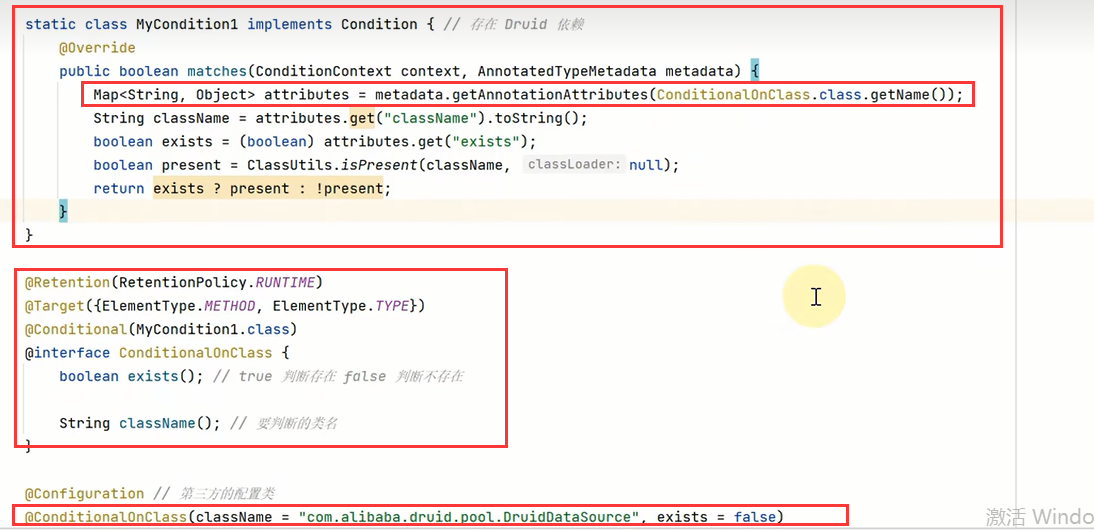 static class MyCondition1 implements Condition { // 存在 Druid 依赖
@Override
public boolean matches(ConditionContext context, AnnotatedTypeMetadata metadata) {
Map<String, Object> attributes = metadata.getAnnotationAttributes(ConditionalOnClass.class.getName());
String className = attributes.get("className").toString();
boolean exists = (boolean) attributes.get("exists");
boolean present = ClassUtils.isPresent(className, classLoader: null);
return exists ? present : !present;
}
}
@Retention(RetentionPolicy.RUNTIME)
@Target({ElementType.METHOD, ElementType.TYPE})
@Conditional(MyCondition1.class)
@interface ConditionalOnClass {
boolean exists(); // true 判断存在 false 判断不存在
String className(); // 要判断的类名
}
@Configuration // 第三方的配置类
@ConditionalOnClass(className = "com.alibaba.druid.pool.DruidDataSource", exists = false)
激活 Windo